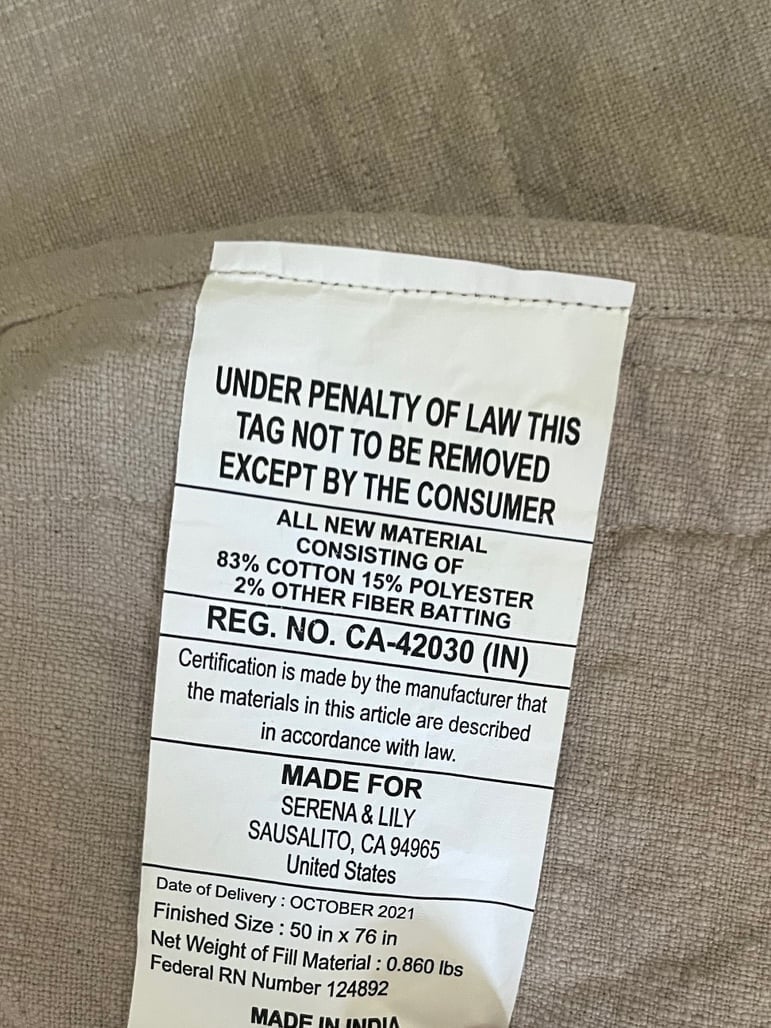 UNDER PENALTY OF LAW THIS
TAG NOT TO BE REMOVED
EXCEPT BY THE CONSUMER
ALL NEW MATERIAL
CONSISTING OF
83% COTTON 15% POLYESTER
2% OTHER FIBER BATTING
REG. NO. CA-42030 (IN)
Certification is made by the manufacturer that
the materials in this article are described
in accordance with law.
MADE FOR
SERENA & LILY
SAUSALITO, CA 94965
United States
Date of Delivery : OCTOBER 2021
Finished Size : 50 in x 76 in
Net Weight of Fill Material : 0.860 lbs
Federal RN Number 124892
MADE IN INDIA